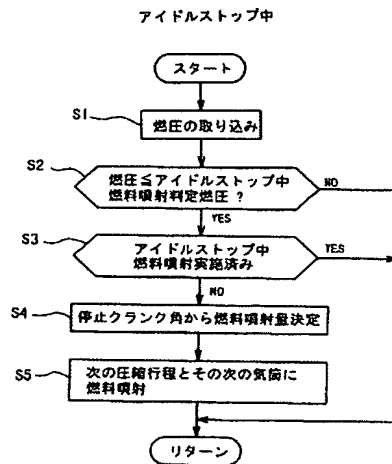 アイドルストップ中
スタート
S1
燃圧の取り込み
S2
燃圧≦アイドルストップ中
燃料噴射判定燃圧 ?
NO
YES
S3
アイドルストップ中
燃料噴射実施済み
YES
NO
S4
停止クランク角から燃料噴射量決定
S5
次の圧縮行程とその次の気筒に
燃料噴射
リターン